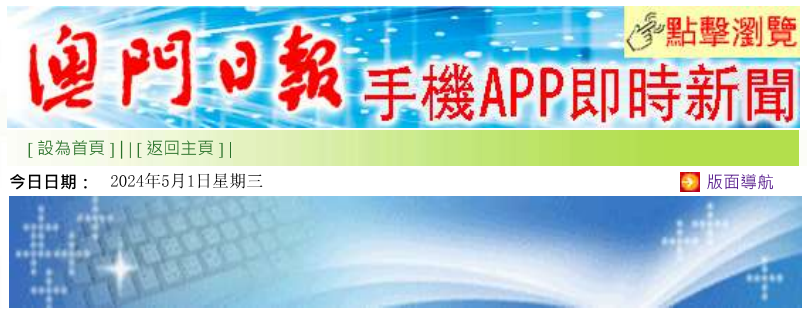 點擊瀏覽
澳門日報
手機APP即時新聞
[ 設為首頁 ] | | [ 返回主頁 ] |
今日日期： 2024年5月1日星期三 版面導航